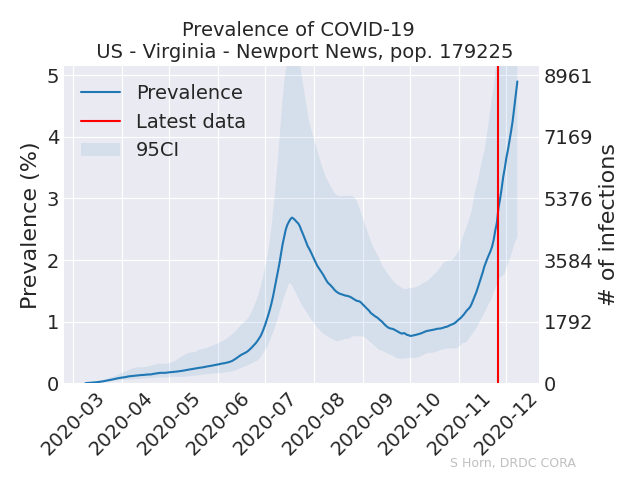 Prevalence of COVID-19
US - Virginia - Newport News, pop. 179225
Prevalence
Latest data
95CI
Prevalence (%)
5
4
3
2
1
0
8961
7169
5376
3584
1792
0
# of infections
2020-03
2020-04
2020-05
2020-06
2020-07
2020-08
2020-09
2020-10
2020-11
2020-12
S Horn, DRDC CORA